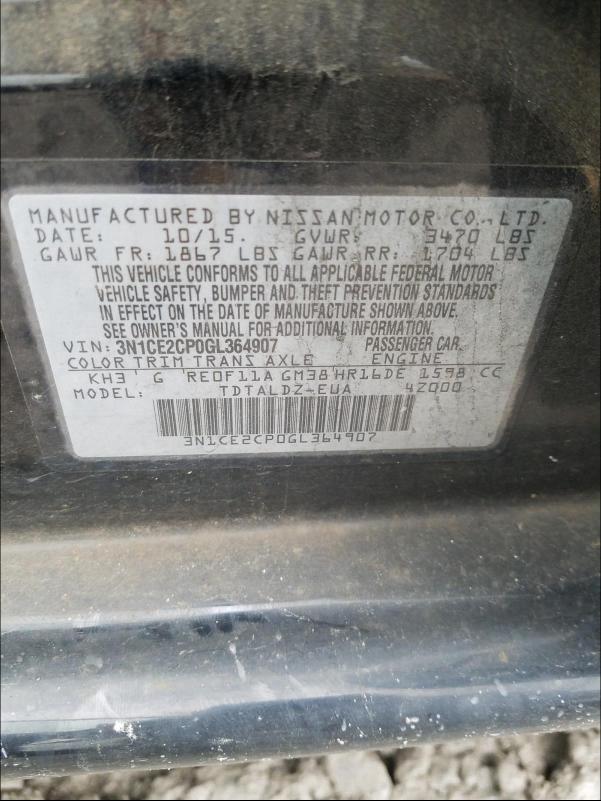 MANUFACTURED BY NISSAN MOTOR CO., LTD.
DATE: 10/15. GVWR: 3470 LBS
GAWR FR: 1867 LBS GAWR RR: 1704 LBS
THIS VEHICLE CONFORMS TO ALL APPLICABLE FEDERAL MOTOR
VEHICLE SAFETY, BUMPER AND THEFT PREVENTION STANDARDS
IN EFFECT ON THE DATE OF MANUFACTURE SHOWN ABOVE.
SEE OWNER'S MANUAL FOR ADDITIONAL INFORMATION.
VIN: 3N1CE2CP0GL364907 PASSENGER CAR.
COLOR TRIM TRANS AXLE ENGINE
KH3 G RE0F11A GM38 HR16DE 1598 CC
MODEL: TDTALDZ-EUA 4Z000
3N1CE2CP0GL364907